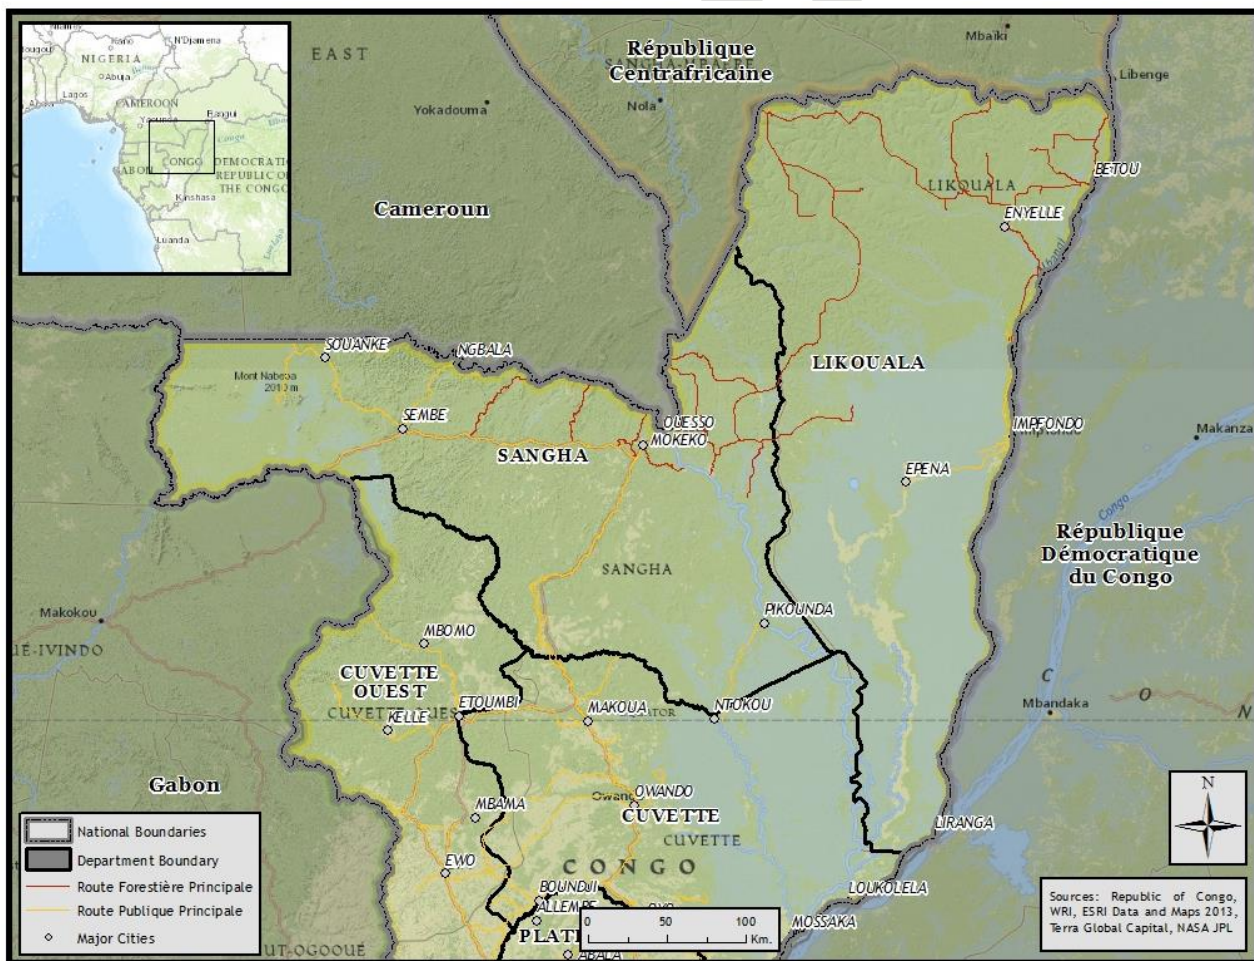 NIGERIA
Kano
N'Djamena
Abuja
Lagos
CAMEROON
Yaounde
Bangui
Congo
GABON
CONGO
DEMOCRATIC
REPUBLIC OF
THE CONGO
Kinshasa
Luanda
EAST
Yokadouma
Cameroun
République
Centrafricaine
Nola
Mbaïki
Libenge
LIKOUALA
BETOU
ENYELLE
SOUANKE
NGBALA
Mont Nabeba
SEMBE
SANGHA
OUESSO
MOKEKO
LIKOUALA
IMPFONDO
Makanza
EPENA
Congo
République
Démocratique
du Congo
SANGHA
PIKOUNDA
Makokou
MBOMO
CUVETTE
OUEST
ETOUMBI
KELLE
MAKOUA
NTOKOU
Mbandaka
Gabon
MBAMA
OWANDO
CUVETTE
CUVETTE
EWO
CONGO
BOUNDJI
LIRANGA
LOUKOLELA
MOSSAKA
ALLEMBE
ABALA
National Boundaries
Department Boundary
Route Forestière Principale
Route Publique Principale
Major Cities
0 50 100
Km.
N
Sources: Republic of Congo,
WRI, ESRI Data and Maps 2013,
Terra Global Capital, NASA JPL